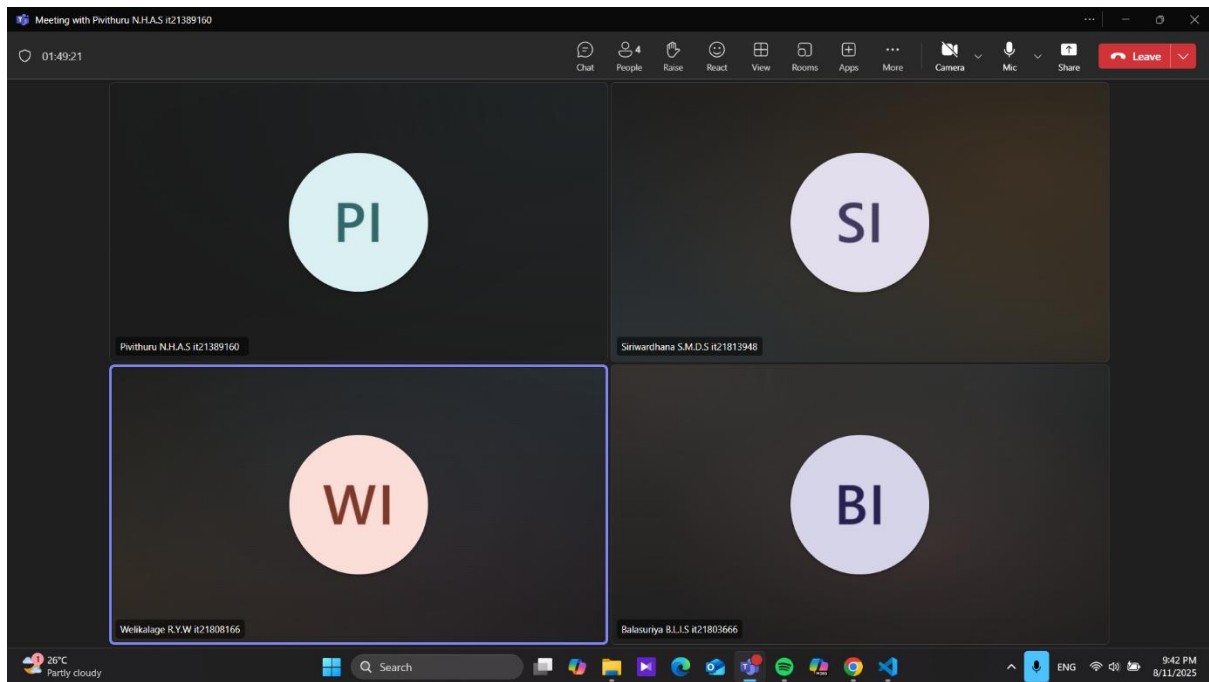 Meeting with Pivithuru N.H.A.S it21389160
01:49:21
Chat
4
People
Raise
React
View
Rooms
Apps
More
Camera
Mic
Share
Leave
PI
Pivithuru N.H.A.S it21389160
SI
Siriwardhana S.M.D.S it21813948
WI
Welikalage R.Y.W it21808166
BI
Balasuriya B.L.I.S it21803666
1
26°C
Partly cloudy
Search
ENG
9:42 PM
8/11/2025